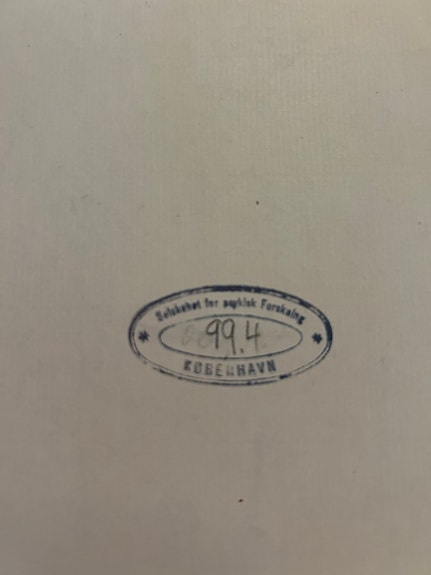 Selskabet for psykisk Forskning
99.4
KØBENHAVN